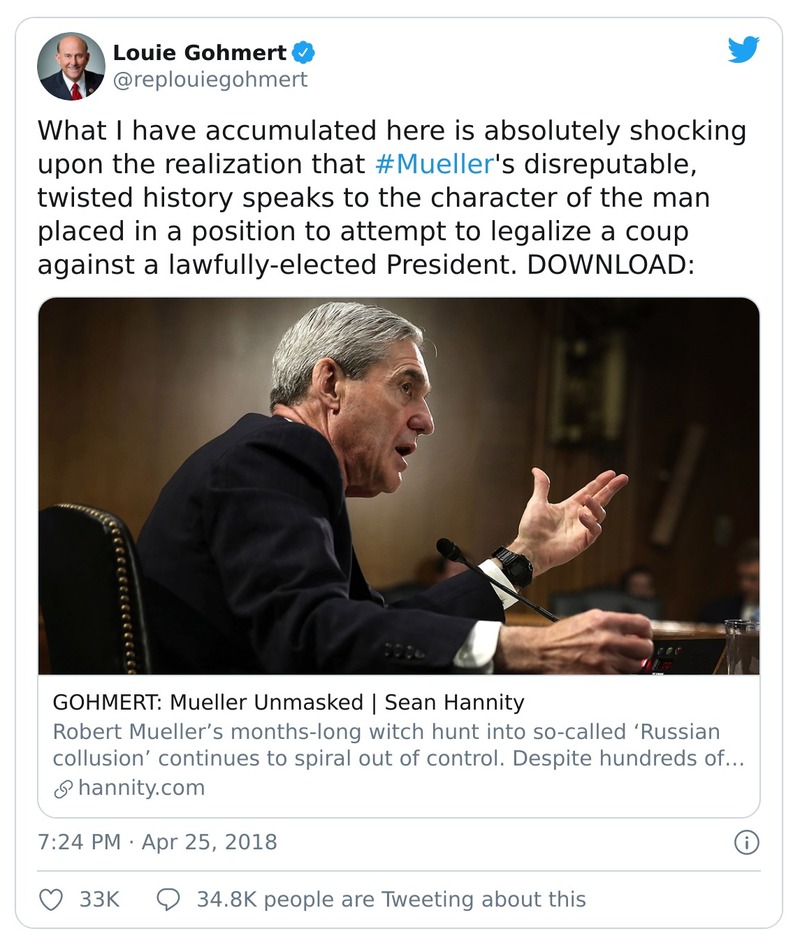 Louie Gohmert
@replouiegohmert
What I have accumulated here is absolutely shocking
upon the realization that #Mueller's disreputable,
twisted history speaks to the character of the man
placed in a position to attempt to legalize a coup
against a lawfully-elected President. DOWNLOAD:
GOHMERT: Mueller Unmasked | Sean Hannity
Robert Mueller’s months-long witch hunt into so-called ‘Russian
collusion’ continues to spiral out of control. Despite hundreds of…
hannity.com
7:24 PM · Apr 25, 2018
33K 34.8K people are Tweeting about this